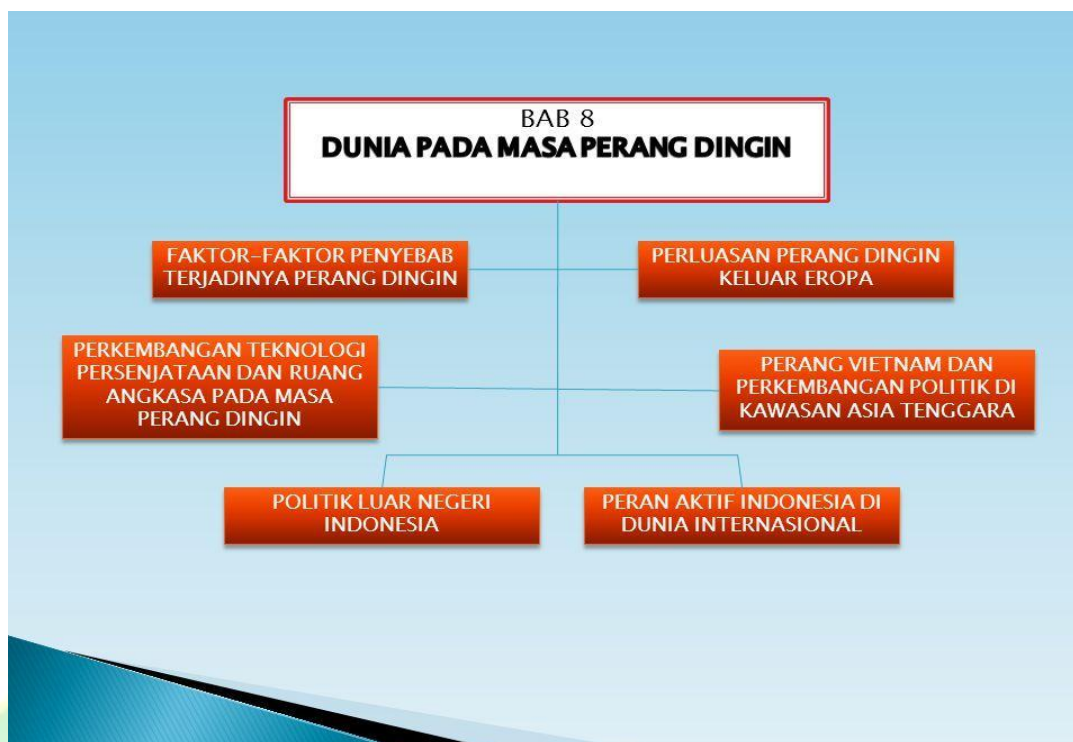 BAB 8
DUNIA PADA MASA PERANG DINGIN
FAKTOR-FAKTOR PENYEBAB
TERJADINYA PERANG DINGIN
PERLUASAN PERANG DINGIN
KELUAR EROPA
PERKEMBANGAN TEKNOLOGI
PERSENJATAAN DAN RUANG
ANGKASA PADA MASA
PERANG DINGIN
PERANG VIETNAM DAN
PERKEMBANGAN POLITIK DI
KAWASAN ASIA TENGGARA
POLITIK LUAR NEGERI
INDONESIA
PERAN AKTIF INDONESIA DI
DUNIA INTERNASIONAL